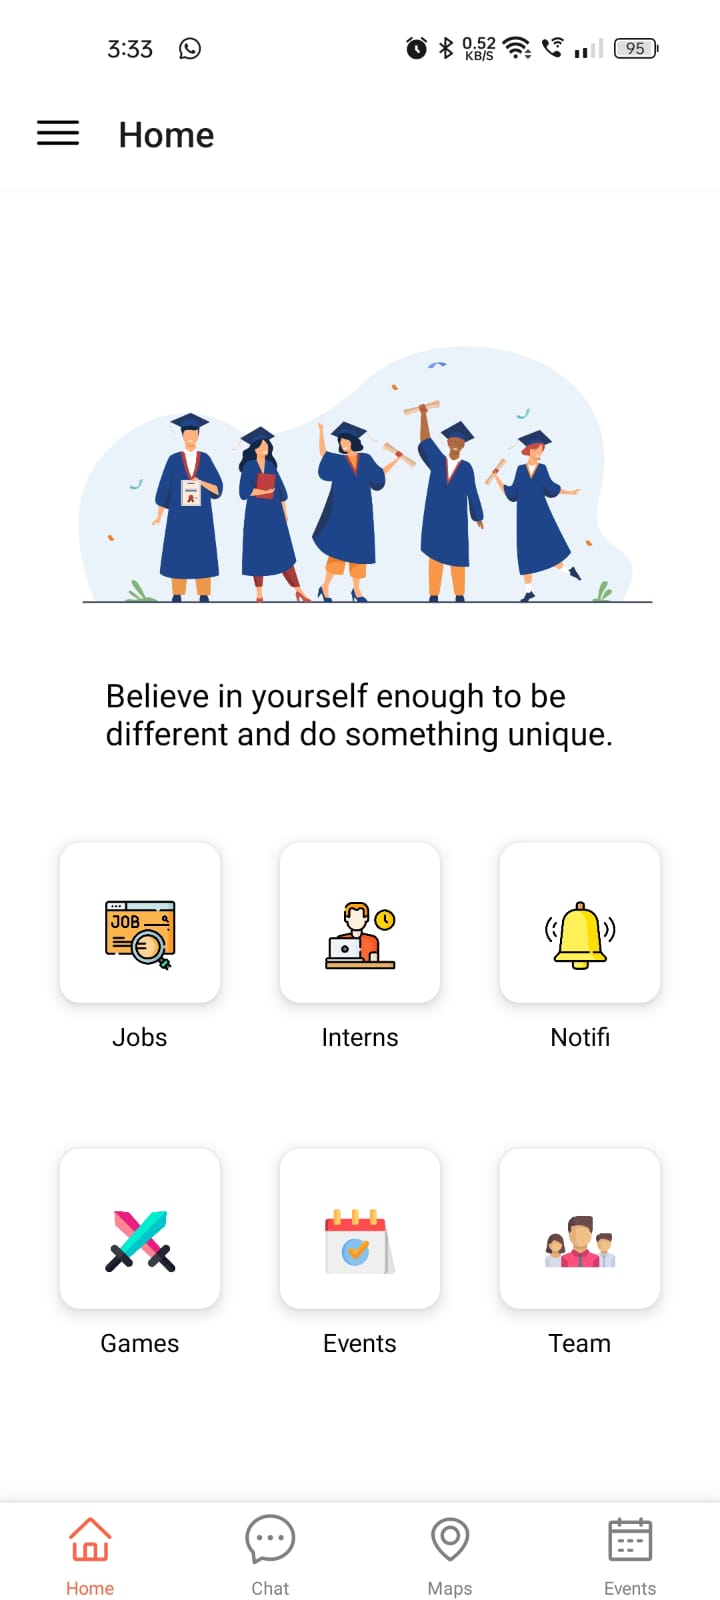 3:33
0.52
KB/S
95
Home
Believe in yourself enough to be
different and do something unique.
JOB
Jobs
Interns
Notifi
Games
Events
Team
Home
Chat
Maps
Events